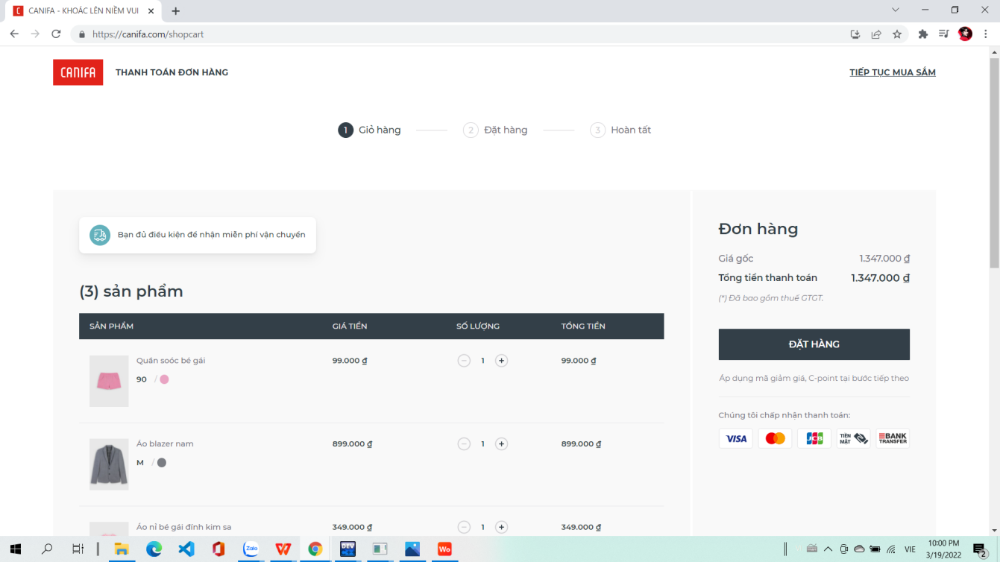 CANIFA - KHOÁC LÊN NIỀM VUI
https://canifa.com/shopcart
CANIFA
THANH TOÁN ĐƠN HÀNG
TIẾP TỤC MUA SẮM
1 Giỏ hàng
2 Đặt hàng
3 Hoàn tất
Bạn đủ điều kiện để nhận miễn phí vận chuyển
(3) sản phẩm
SẢN PHẨM GIÁ TIỀN SỐ LƯỢNG TỔNG TIỀN
Quần soóc bé gái 99.000 ₫ 1 99.000 ₫
90 /
Áo blazer nam 899.000 ₫ 1 899.000 ₫
M /
Áo nỉ bé gái đính kim sa 349.000 ₫ 1 349.000 ₫
Đơn hàng
Giá gốc 1.347.000 ₫
Tổng tiền thanh toán 1.347.000 ₫
(*) Đã bao gồm thuế GTGT.
ĐẶT HÀNG
Áp dụng mã giảm giá, C-point tại bước tiếp theo
Chúng tôi chấp nhận thanh toán:
VISA
JCB
TIỀN MẶT
BANK TRANSFER
Zalo
DEV
Wo
VIE
10:00 PM
3/19/2022
2